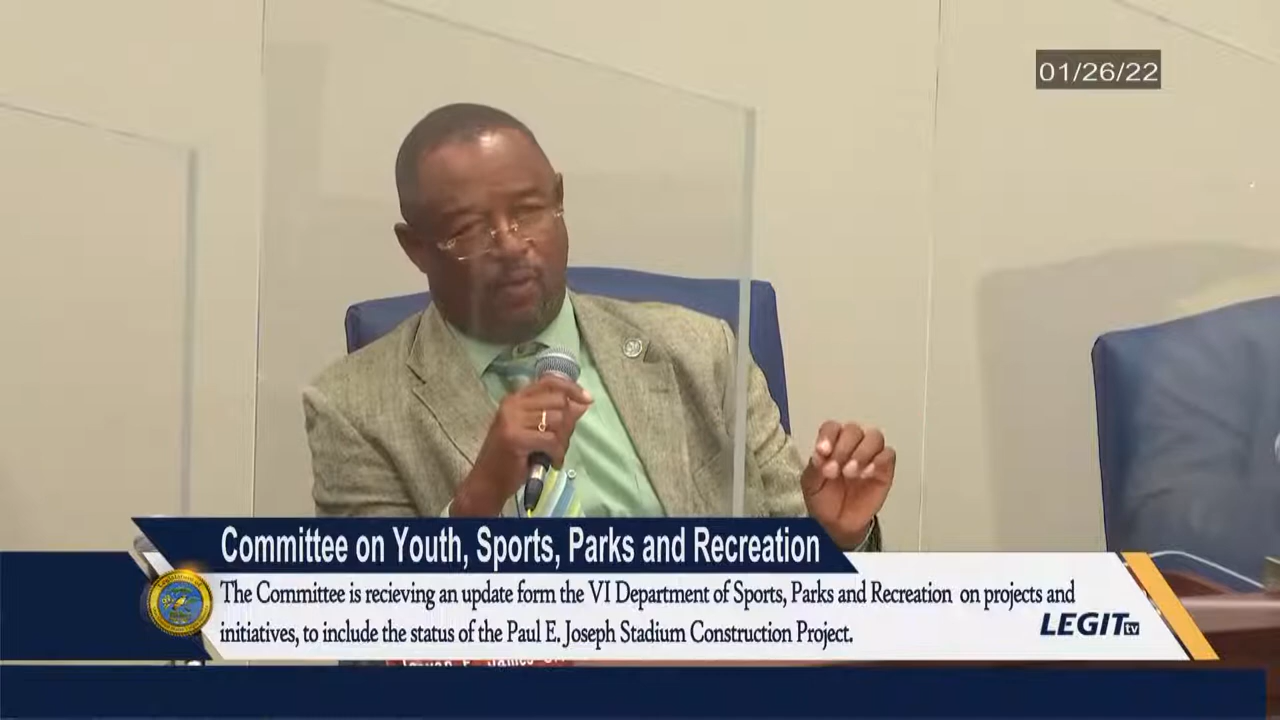 01/26/22
Committee on Youth, Sports, Parks and Recreation
The Committee is recieving an update form the VI Department of Sports, Parks and Recreation on projects and
initiatives, to include the status of the Paul E. Joseph Stadium Construction Project.
LEGIT tv